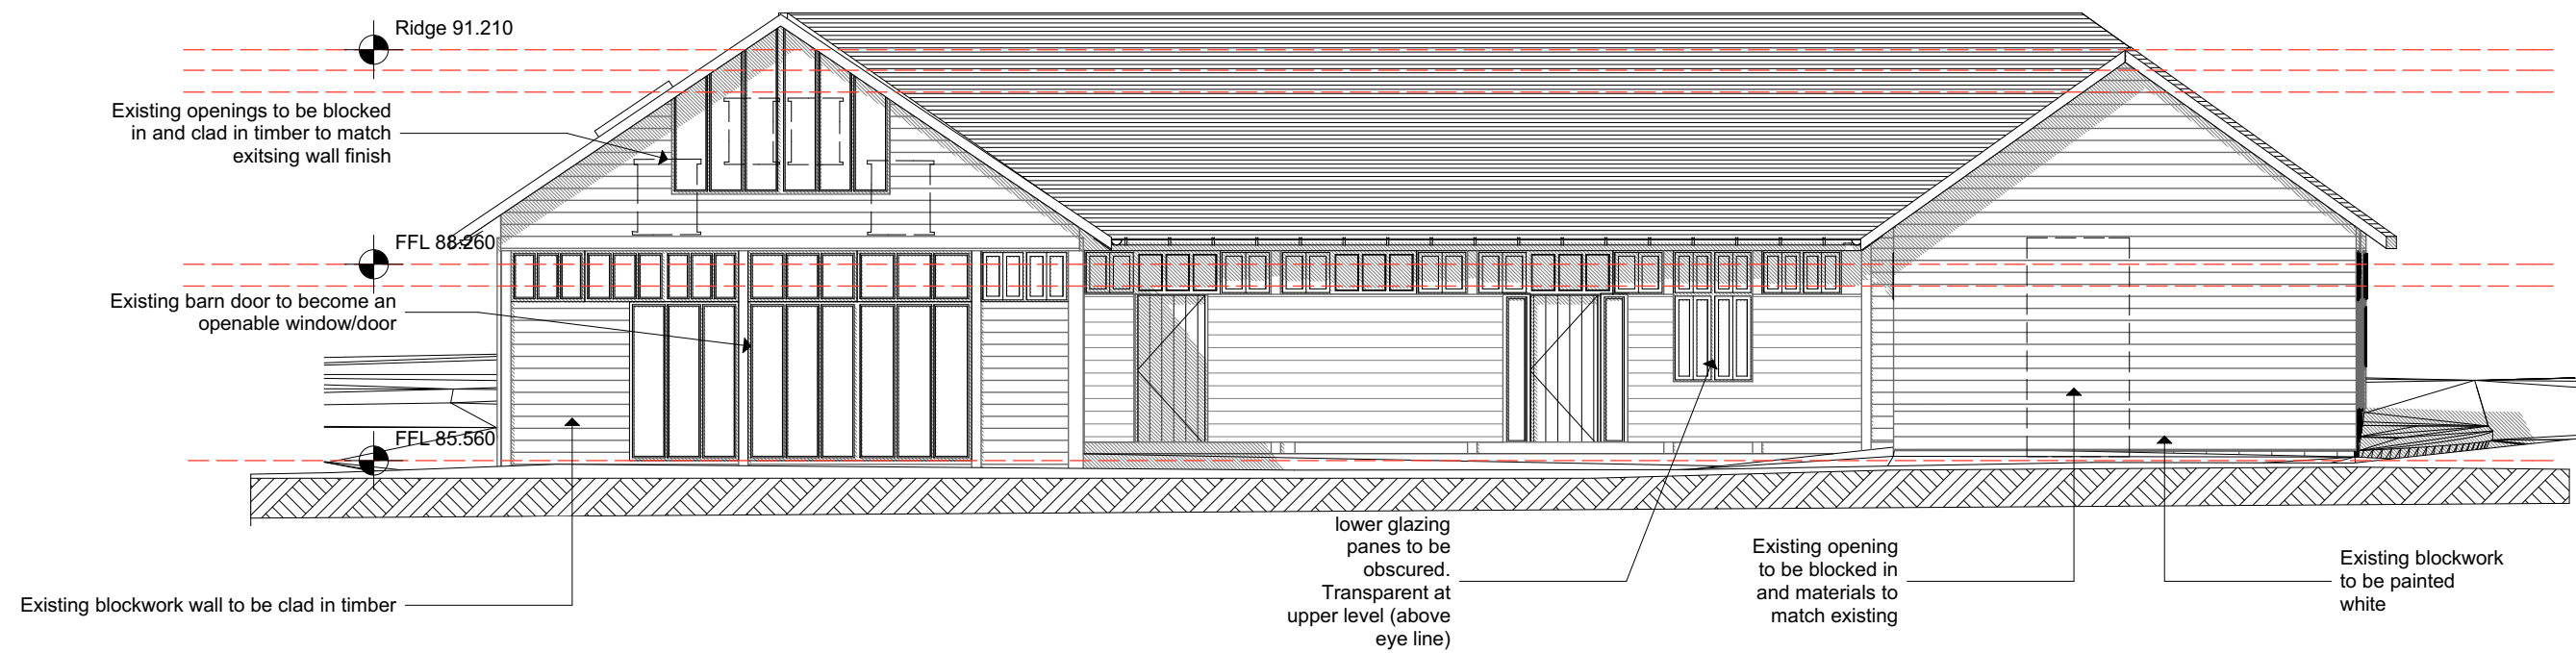 Ridge 91.210
Existing openings to be blocked
in and clad in timber to match
exitsing wall finish
FFL 88.260
Existing barn door to become an
openable window/door
FFL 85.560
Existing blockwork wall to be clad in timber
lower glazing
panes to be
obscured.
Transparent at
upper level (above
eye line)
Existing opening
to be blocked in
and materials to
match existing
Existing blockwork
to be painted
white